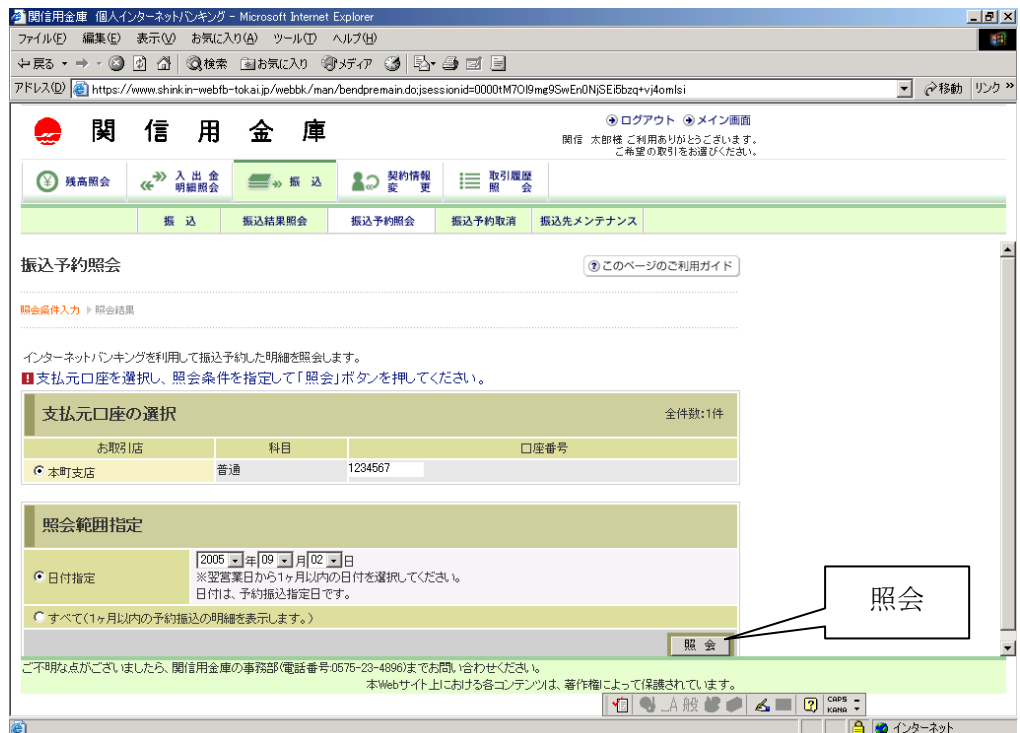 関信用金庫 個人インターネットバンキング - Microsoft Internet Explorer
ファイル(F) 編集(E) 表示(V) お気に入り(A) ツール(T) ヘルプ(H)
戻る 検索 お気に入り メディア
アドレス(D) https://www.shinkin-webfb-tokai.jp/webbk/man/bendpremain.do;jsessionid=0000tM7OI9mg9SwEn0NjSEi5bzq+vj4omlsi 移動 リンク »
関信用金庫
ログアウト メイン画面
関信 太郎様 ご利用ありがとうございます。
ご希望の取引をお選びください。
残高照会 入出金明細照会 振込 契約情報変更 取引履歴照会
振込 振込結果照会 振込予約照会 振込予約取消 振込先メンテナンス
振込予約照会 このページのご利用ガイド
照会条件入力 照会結果
インターネットバンキングを利用して振込予約した明細を照会します。
支払元口座を選択し、照会条件を指定して「照会」ボタンを押してください。
支払元口座の選択 全件数:1件
お取引店 科目 口座番号
本町支店 普通 1234567
照会範囲指定
日付指定 2005 年 09 月 02 日
※翌営業日から1ヶ月以内の日付を選択してください。
日付は、予約振込指定日です。
すべて(1ヶ月以内の予約振込の明細を表示します。)
照会
照会
ご不明な点がございましたら、関信用金庫の事務部(電話番号:0575-23-4896)までお問い合わせください。
本Webサイト上における各コンテンツは、著作権によって保護されています。
A 般 CAPS KANA
インターネット